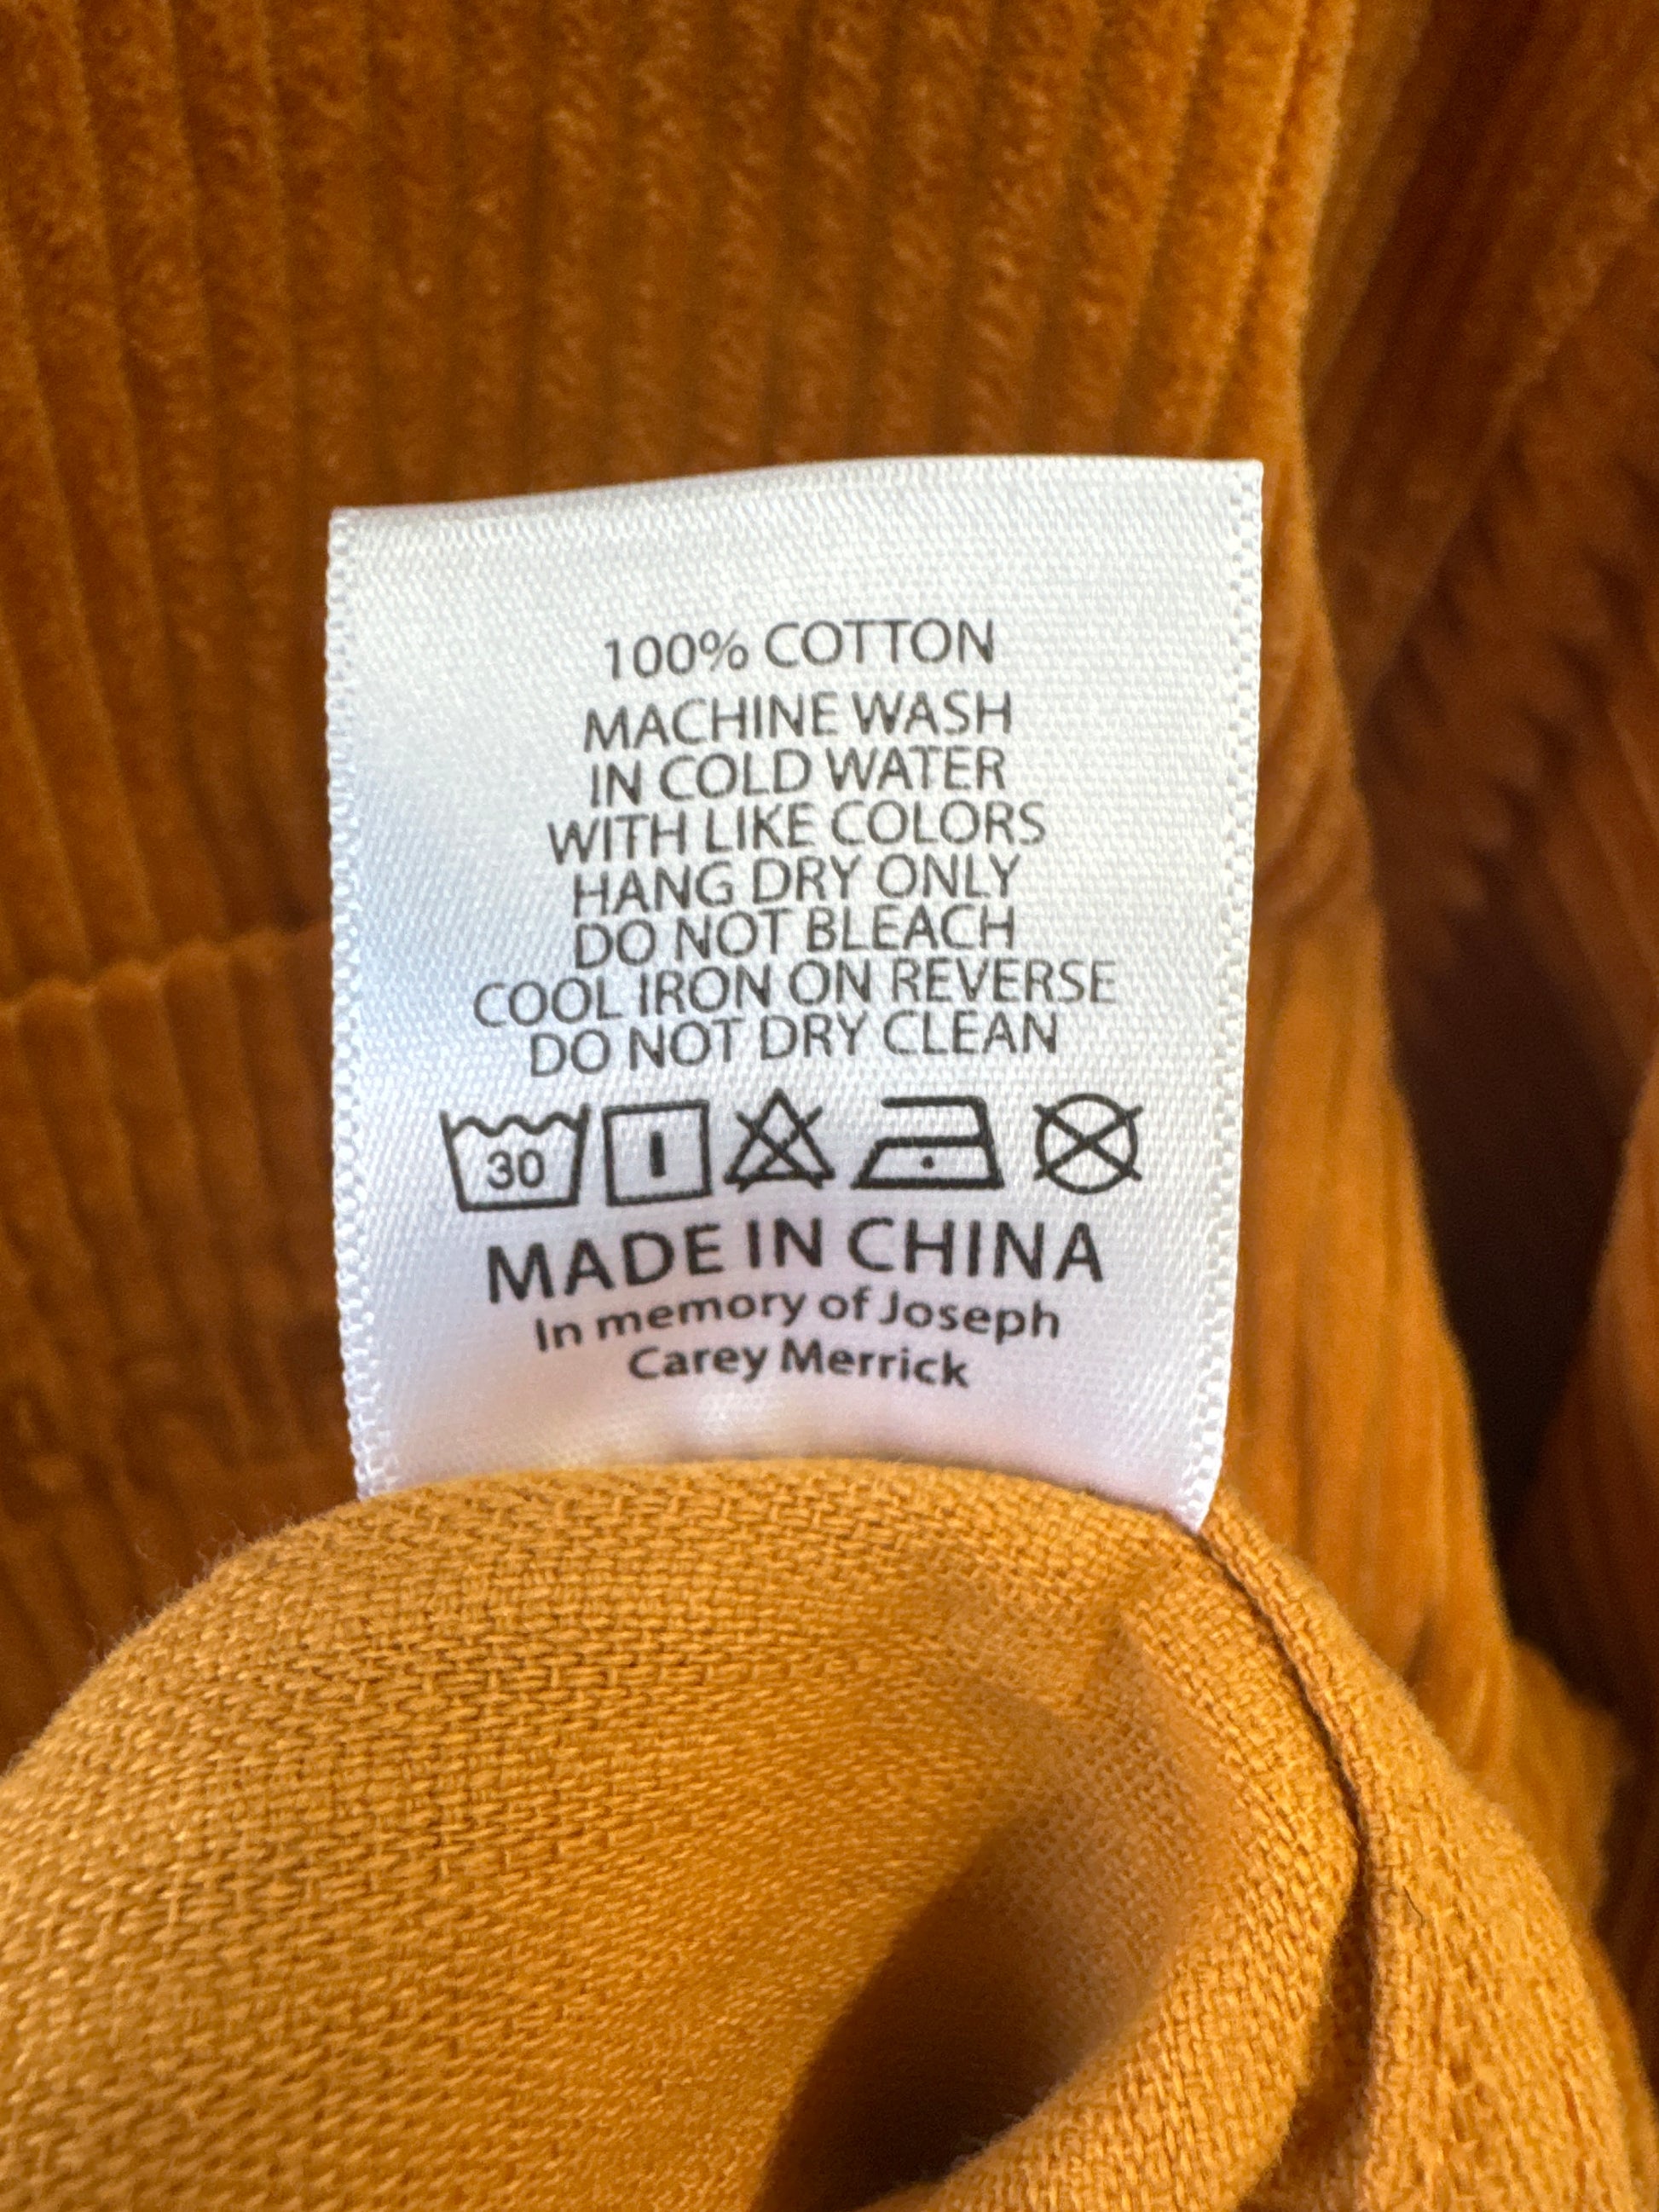 100% COTTON
MACHINE WASH
IN COLD WATER
WITH LIKE COLORS
HANG DRY ONLY
DO NOT BLEACH
COOL IRON ON REVERSE
DO NOT DRY CLEAN
30
MADE IN CHINA
In memory of Joseph
Carey Merrick